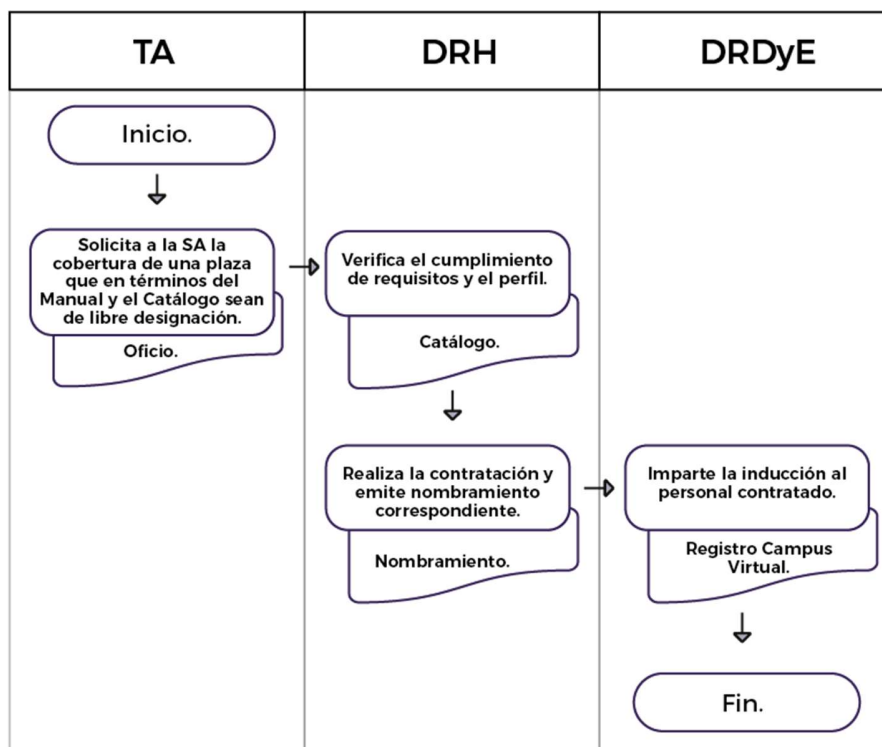 TA
DRH
DRDyE
Inicio.
Solicita a la SA la
cobertura de una plaza
que en términos del
Manual y el Catálogo sean
de libre designación.
Oficio.
Verifica el cumplimiento
de requisitos y el perfil.
Catálogo.
Realiza la contratación y
emite nombramiento
correspondiente.
Nombramiento.
Imparte la inducción al
personal contratado.
Registro Campus
Virtual.
Fin.